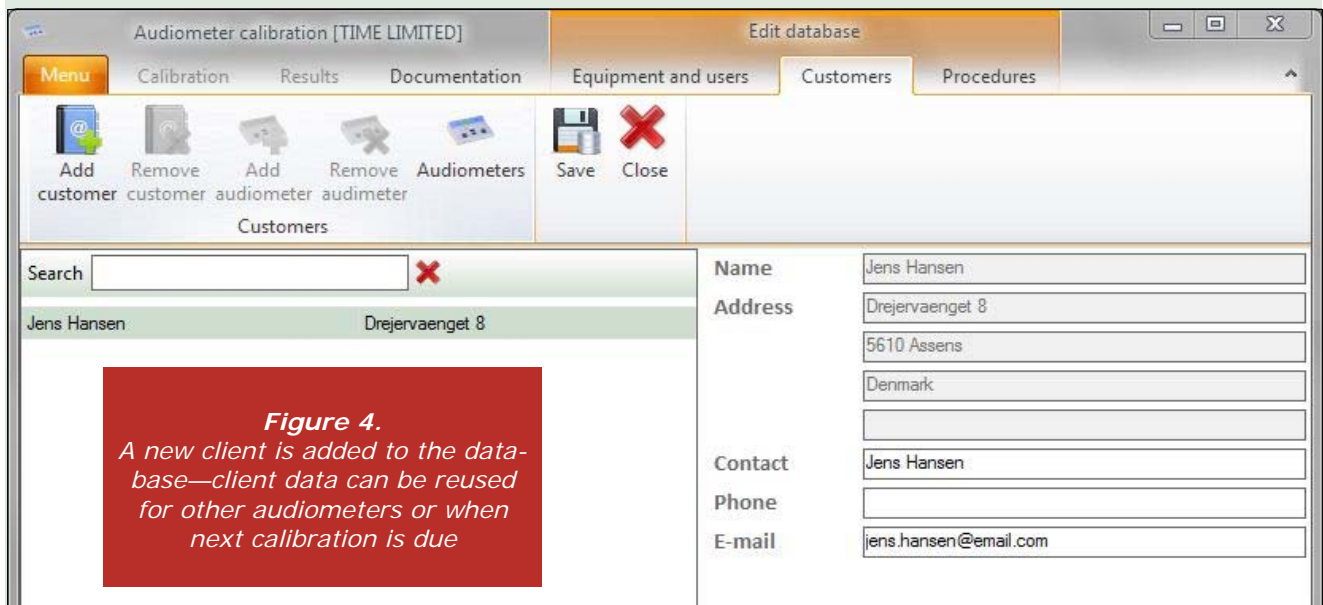 Audiometer calibration [TIME LIMITED] Edit database
Menu Calibration Results Documentation Equipment and users Customers Procedures
Add customer
Remove customer
Add audiometer
Remove audimeter
Audiometers
Save
Close
Customers
Search
Jens Hansen Drejervaenget 8
Figure 4.
A new client is added to the data-
base—client data can be reused
for other audiometers or when
next calibration is due
Name Jens Hansen
Address Drejervaenget 8
5610 Assens
Denmark
Contact Jens Hansen
Phone
E-mail jens.hansen@email.com